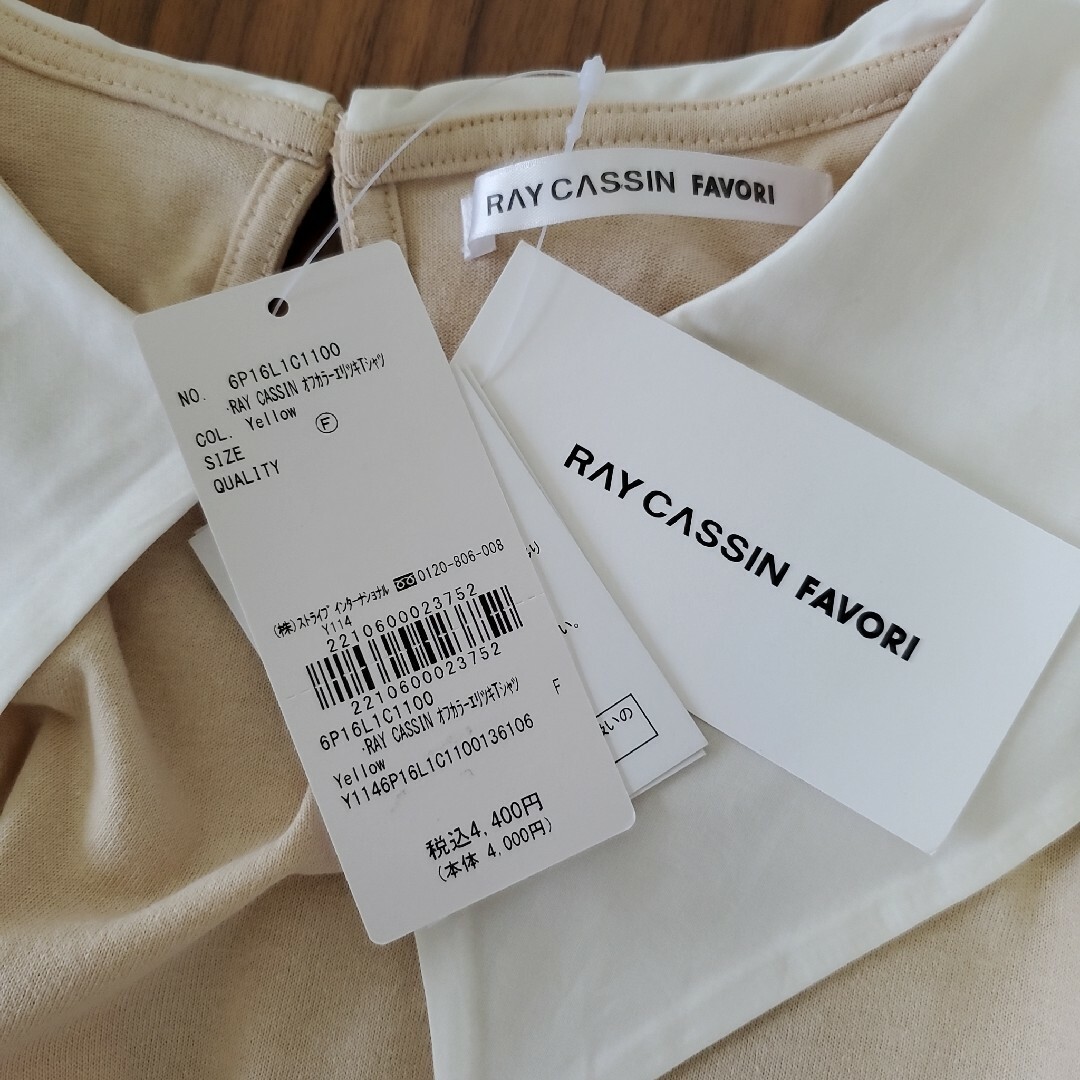 RAY CASSIN FAVORI
NO. 6P16L1C1100
·RAY CASSIN オフカラーエリツキTシャツ
COL. Yellow
SIZE Ⓕ
QUALITY
(株)ストライプインターナショナル 0120-806-008
Y114
2210600023752
2210600023752
6P16L1C1100
·RAY CASSIN オフカラーエリツキTシャツ F
Yellow
Y1146P16L1C1100136106
税込4,400円
(本体 4,000円)
い)
い。
いの
RAY CASSIN FAVORI